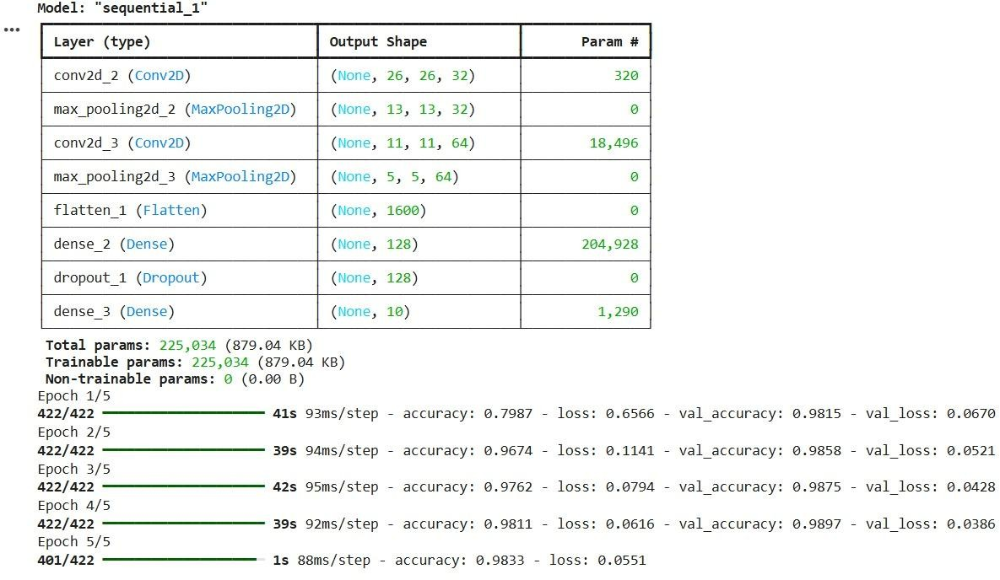 Model: "sequential_1"
...
Layer (type) Output Shape Param #
conv2d_2 (Conv2D) (None, 26, 26, 32) 320
max_pooling2d_2 (MaxPooling2D) (None, 13, 13, 32) 0
conv2d_3 (Conv2D) (None, 11, 11, 64) 18,496
max_pooling2d_3 (MaxPooling2D) (None, 5, 5, 64) 0
flatten_1 (Flatten) (None, 1600) 0
dense_2 (Dense) (None, 128) 204,928
dropout_1 (Dropout) (None, 128) 0
dense_3 (Dense) (None, 10) 1,290
Total params: 225,034 (879.04 KB)
Trainable params: 225,034 (879.04 KB)
Non-trainable params: 0 (0.00 B)
Epoch 1/5
422/422 41s 93ms/step - accuracy: 0.7987 - loss: 0.6566 - val_accuracy: 0.9815 - val_loss: 0.0670
Epoch 2/5
422/422 39s 94ms/step - accuracy: 0.9674 - loss: 0.1141 - val_accuracy: 0.9858 - val_loss: 0.0521
Epoch 3/5
422/422 42s 95ms/step - accuracy: 0.9762 - loss: 0.0794 - val_accuracy: 0.9875 - val_loss: 0.0428
Epoch 4/5
422/422 39s 92ms/step - accuracy: 0.9811 - loss: 0.0616 - val_accuracy: 0.9897 - val_loss: 0.0386
Epoch 5/5
401/422 1s 88ms/step - accuracy: 0.9833 - loss: 0.0551